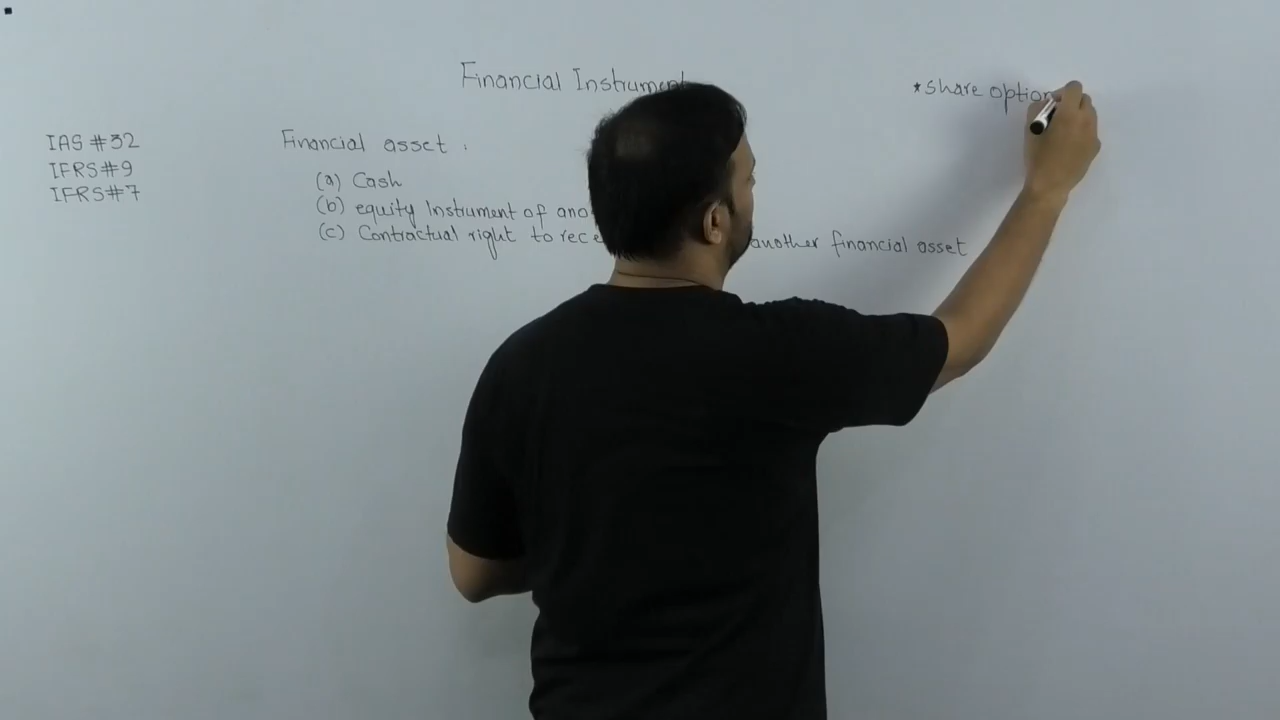 Financial Instrument
*share option
IAS #32
IFRS#9
IFRS#7
Financial asset :
(a) Cash
(b) equity Instrument of ano
(c) Contractual right to rece another financial asset